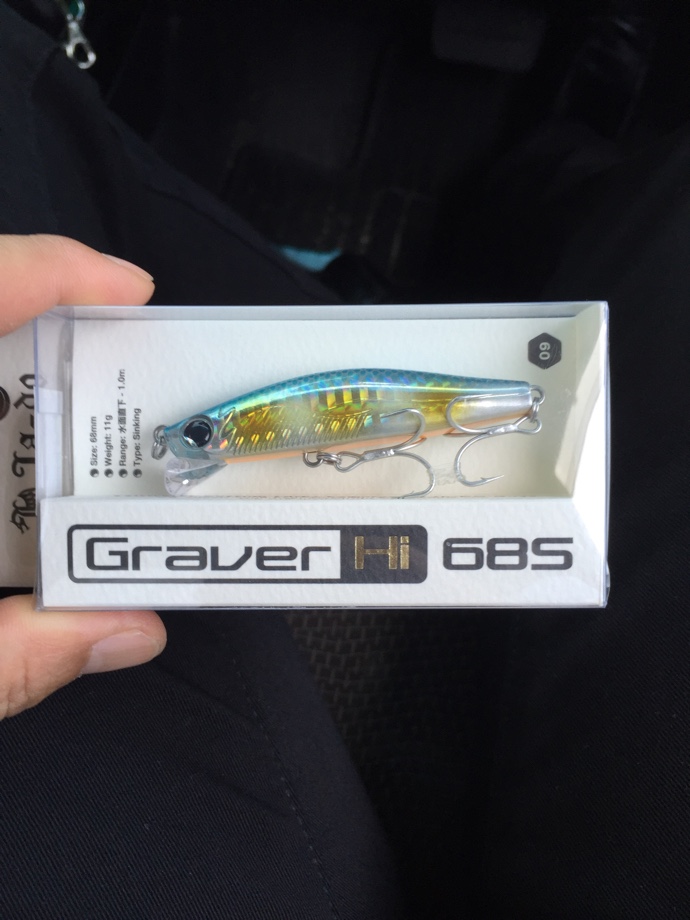 Size: 68mm
Weight: 11g
Range: 水面直下 - 1.0m
Type: Sinking
09
Graver Hi 68S